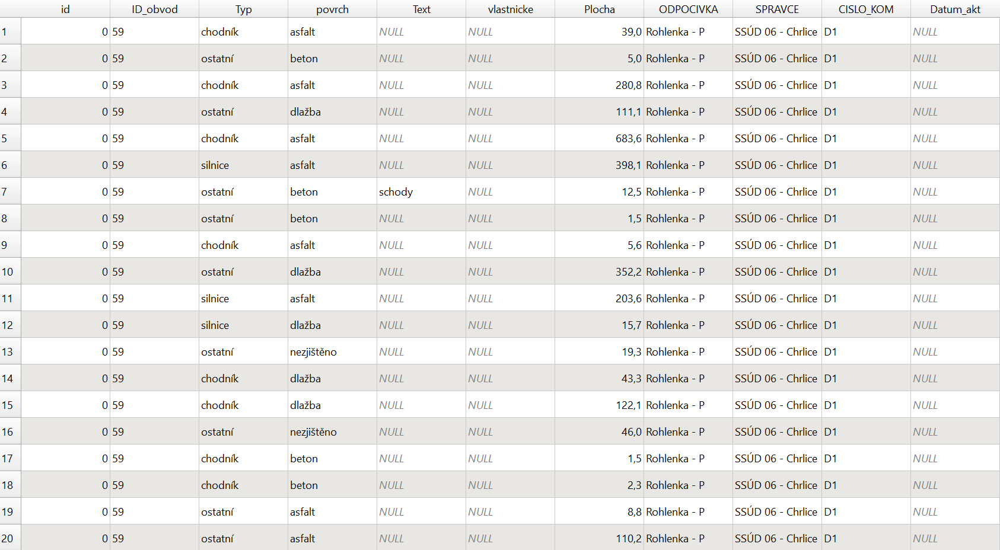 id ID_obvod Typ povrch Text vlastnicke Plocha ODPOCIVKA SPRAVCE CISLO_KOM Datum_akt
1 0 59 chodník asfalt NULL NULL 39,0 Rohlenka - P SSÚD 06 - Chrlice D1 NULL
2 0 59 ostatní beton NULL NULL 5,0 Rohlenka - P SSÚD 06 - Chrlice D1 NULL
3 0 59 chodník asfalt NULL NULL 280,8 Rohlenka - P SSÚD 06 - Chrlice D1 NULL
4 0 59 ostatní dlažba NULL NULL 111,1 Rohlenka - P SSÚD 06 - Chrlice D1 NULL
5 0 59 chodník asfalt NULL NULL 683,6 Rohlenka - P SSÚD 06 - Chrlice D1 NULL
6 0 59 silnice asfalt NULL NULL 398,1 Rohlenka - P SSÚD 06 - Chrlice D1 NULL
7 0 59 ostatní beton schody NULL 12,5 Rohlenka - P SSÚD 06 - Chrlice D1 NULL
8 0 59 ostatní beton NULL NULL 1,5 Rohlenka - P SSÚD 06 - Chrlice D1 NULL
9 0 59 chodník asfalt NULL NULL 5,6 Rohlenka - P SSÚD 06 - Chrlice D1 NULL
10 0 59 ostatní dlažba NULL NULL 352,2 Rohlenka - P SSÚD 06 - Chrlice D1 NULL
11 0 59 silnice asfalt NULL NULL 203,6 Rohlenka - P SSÚD 06 - Chrlice D1 NULL
12 0 59 silnice dlažba NULL NULL 15,7 Rohlenka - P SSÚD 06 - Chrlice D1 NULL
13 0 59 ostatní nezjištěno NULL NULL 19,3 Rohlenka - P SSÚD 06 - Chrlice D1 NULL
14 0 59 chodník dlažba NULL NULL 43,3 Rohlenka - P SSÚD 06 - Chrlice D1 NULL
15 0 59 chodník dlažba NULL NULL 122,1 Rohlenka - P SSÚD 06 - Chrlice D1 NULL
16 0 59 ostatní nezjištěno NULL NULL 46,0 Rohlenka - P SSÚD 06 - Chrlice D1 NULL
17 0 59 chodník beton NULL NULL 1,5 Rohlenka - P SSÚD 06 - Chrlice D1 NULL
18 0 59 chodník beton NULL NULL 2,3 Rohlenka - P SSÚD 06 - Chrlice D1 NULL
19 0 59 ostatní asfalt NULL NULL 8,8 Rohlenka - P SSÚD 06 - Chrlice D1 NULL
20 0 59 ostatní asfalt NULL NULL 110,2 Rohlenka - P SSÚD 06 - Chrlice D1 NULL